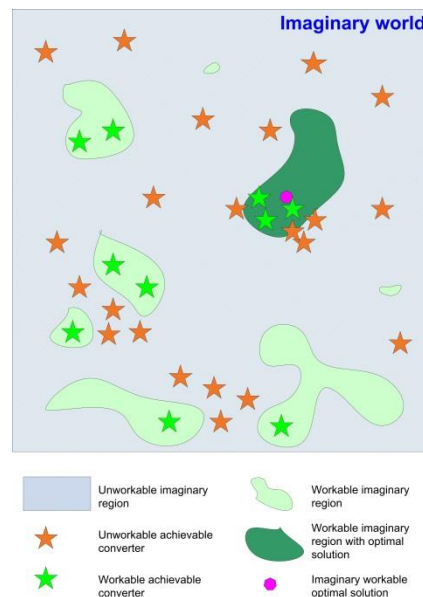 Imaginary world
Unworkable imaginary
region
Workable imaginary
region
Unworkable achievable
converter
Workable imaginary
region with optimal
solution
Workable achievable
converter
Imaginary workable
optimal solution